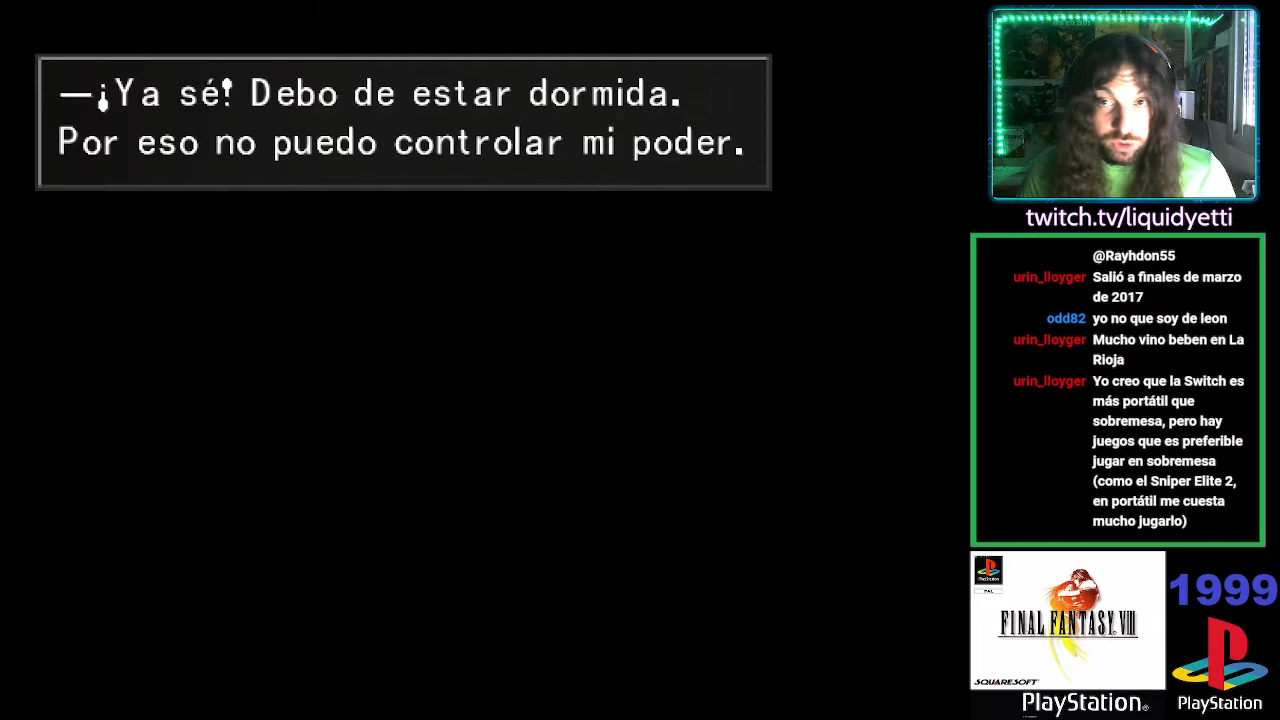 —¡Ya sé! Debo de estar dormida.
Por eso no puedo controlar mi poder.
twitch.tv/liquidyetti
@Rayhdon55
urin_lloyger Salió a finales de marzo
de 2017
odd82 yo no que soy de leon
urin_lloyger Mucho vino beben en La
Rioja
urin_lloyger Yo creo que la Switch es
más portátil que
sobremesa, pero hay
juegos que es preferible
jugar en sobremesa
(como el Sniper Elite 2,
en portátil me cuesta
mucho jugarlo)
PlayStation
PAL
FINAL FANTASY VIII
SQUARESOFT
PlayStation
1999
PlayStation